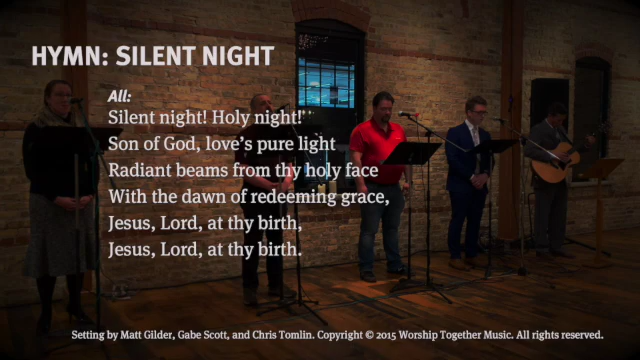 HYMN: SILENT NIGHT
All:
Silent night! Holy night!
Son of God, love's pure light
Radiant beams from thy holy face
With the dawn of redeeming grace,
Jesus, Lord, at thy birth,
Jesus, Lord, at thy birth.
Setting by Matt Gilder, Gabe Scott, and Chris Tomlin. Copyright © 2015 Worship Together Music. All rights reserved.